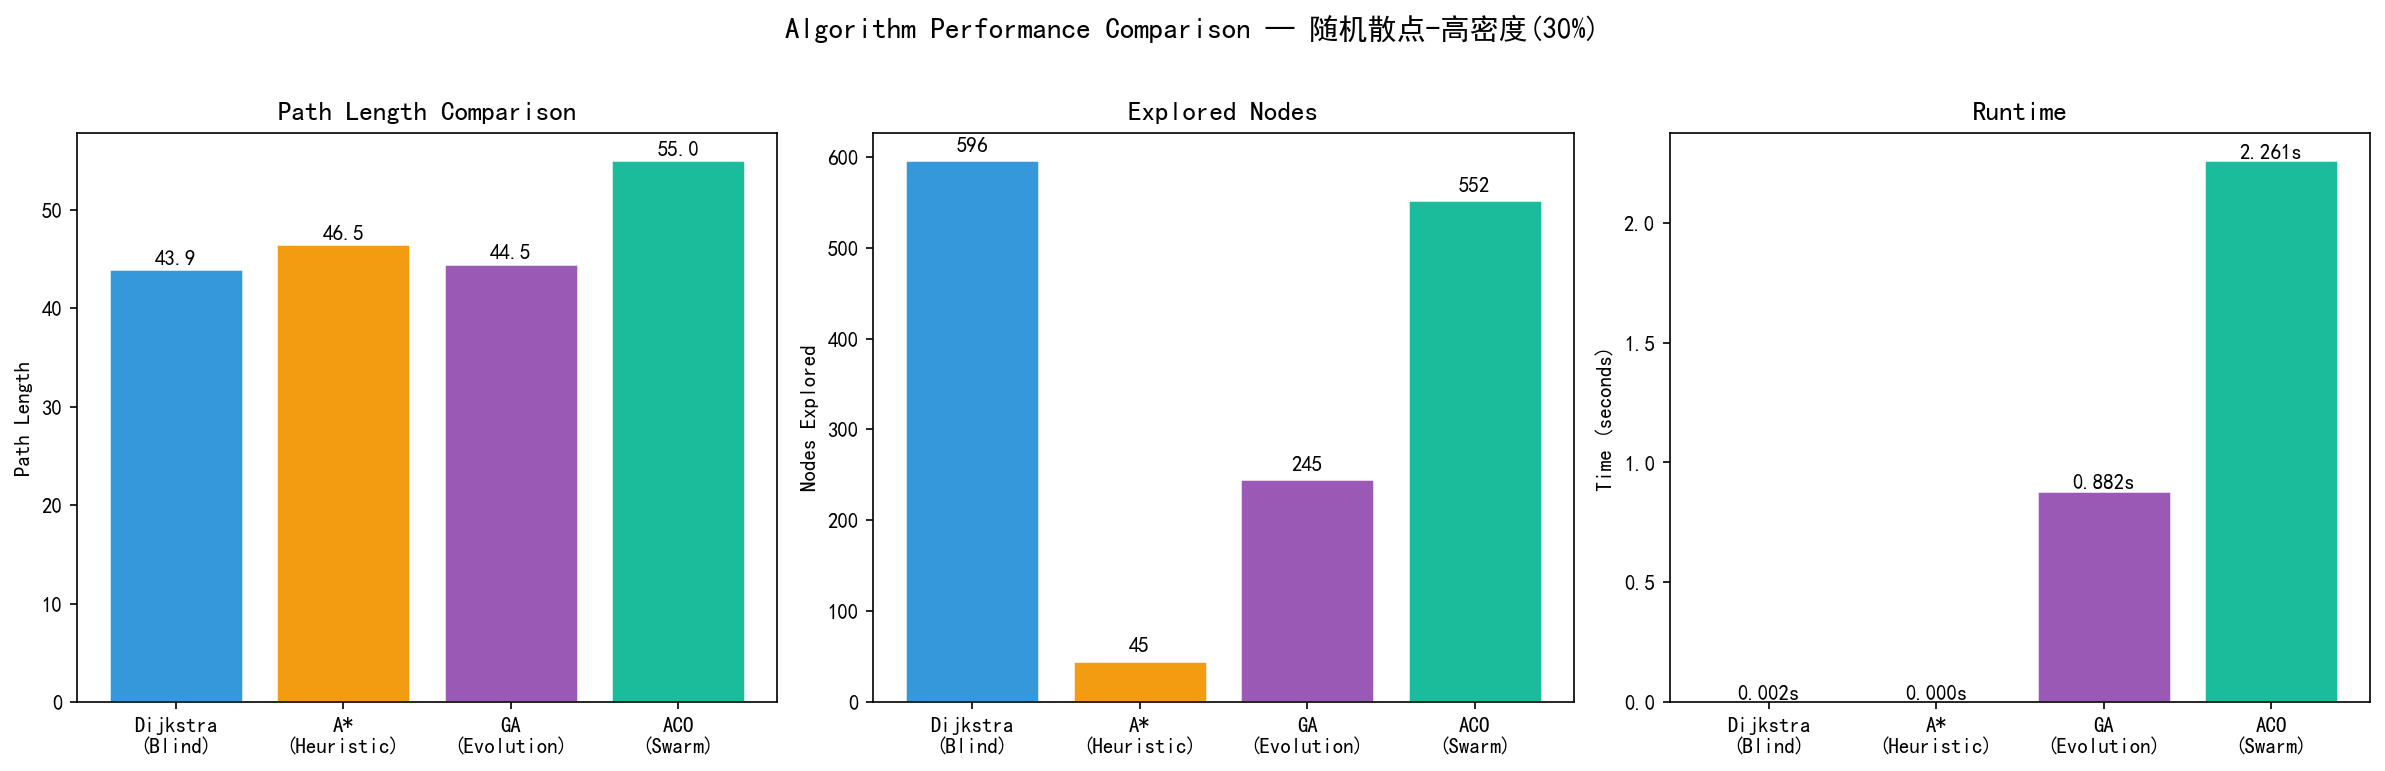 Algorithm Performance Comparison —— 随机散点-高密度(30%)
Path Length Comparison
Path Length
0
10
20
30
40
50
43.9
46.5
44.5
55.0
Dijkstra
(Blind)
A*
(Heuristic)
GA
(Evolution)
ACO
(Swarm)
Explored Nodes
Nodes Explored
0
100
200
300
400
500
600
596
45
245
552
Dijkstra
(Blind)
A*
(Heuristic)
GA
(Evolution)
ACO
(Swarm)
Runtime
Time (seconds)
0.0
0.5
1.0
1.5
2.0
0.002s
0.000s
0.882s
2.261s
Dijkstra
(Blind)
A*
(Heuristic)
GA
(Evolution)
ACO
(Swarm)